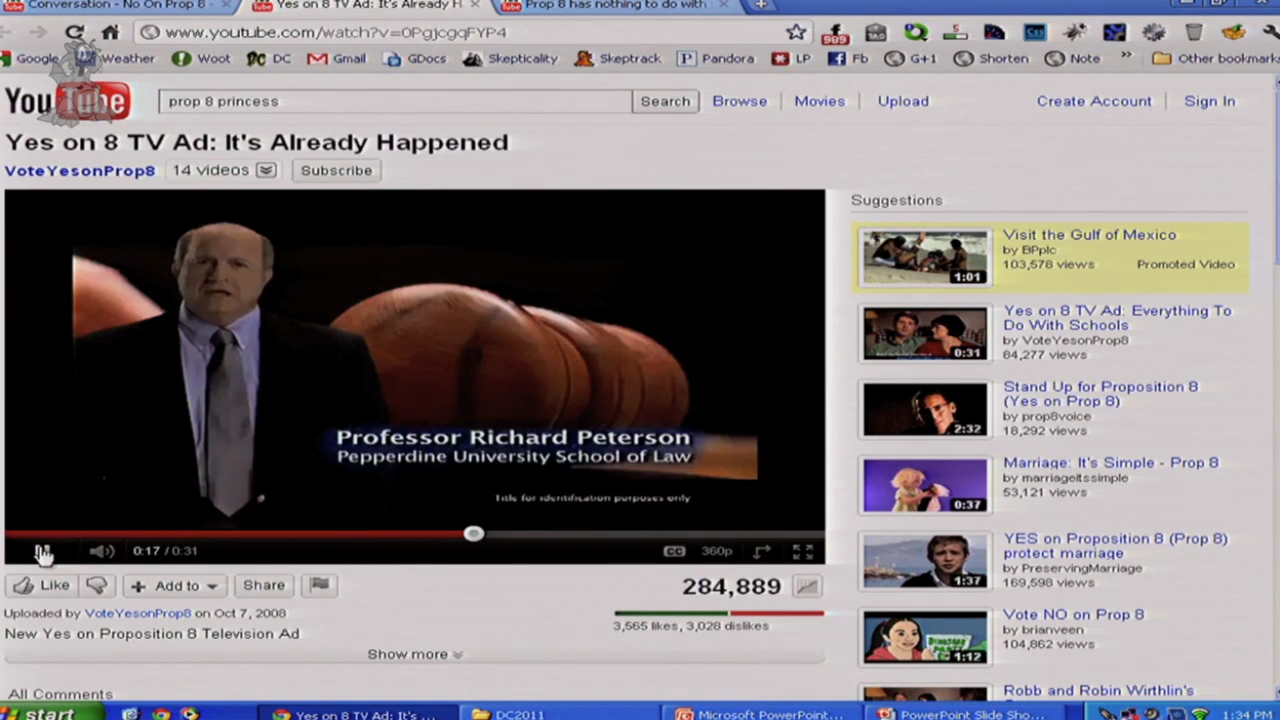 Conversation - No On Prop 8 -
Yes on 8 TV Ad: It's Already H
Prop 8 has nothing to do with
www.youtube.com/watch?v=0PgjcgqFYP4
989
Google
Weather
Woot
DC
Gmail
GDocs
Skepticality
Skeptrack
Pandora
LP
Fb
G+1
Shorten
Note
Other bookmark
YouTube
prop 8 princess
Search
Browse
Movies
Upload
Create Account
Sign In
Yes on 8 TV Ad: It's Already Happened
VoteYesonProp8
14 videos
Subscribe
Professor Richard Peterson
Pepperdine University School of Law
Title for identification purposes only
0:17 / 0:31
CC
360p
Like
Add to
Share
284,889
Uploaded by VoteYesonProp8 on Oct 7, 2008
3,565 likes, 3,028 dislikes
New Yes on Proposition 8 Television Ad
Show more
All Comments
Suggestions
Visit the Gulf of Mexico
by BPplc
103,578 views
Promoted Video
1:01
Yes on 8 TV Ad: Everything To
Do With Schools
by VoteYesonProp8
84,277 views
0:31
Stand Up for Proposition 8
(Yes on Prop 8)
by prop8voice
18,292 views
2:32
Marriage: It's Simple - Prop 8
by marriageitssimple
53,121 views
0:37
YES on Proposition 8 (Prop 8)
protect marriage
by PreservingMarriage
169,598 views
1:37
Vote NO on Prop 8
by brianveen
104,862 views
1:12
Robb and Robin Wirthlin's
start
Yes on 8 TV Ad: It's ...
DC2011
Microsoft PowerPoint...
PowerPoint Slide Sho...
1:34 PM